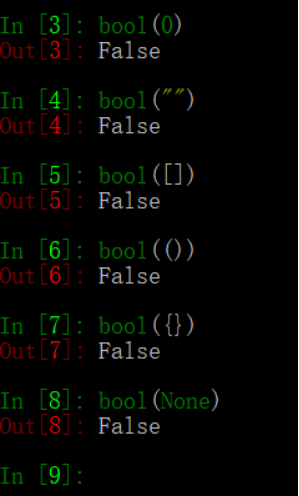 In [3]: bool(0)
Out[3]: False
In [4]: bool("")
Out[4]: False
In [5]: bool([])
Out[5]: False
In [6]: bool(())
Out[6]: False
In [7]: bool({})
Out[7]: False
In [8]: bool(None)
Out[8]: False
In [9]: